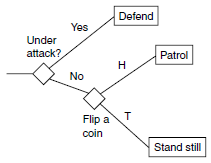 Defend
Yes
Under
attack?
No
H
Patrol
Flip a
coin
T
Stand still